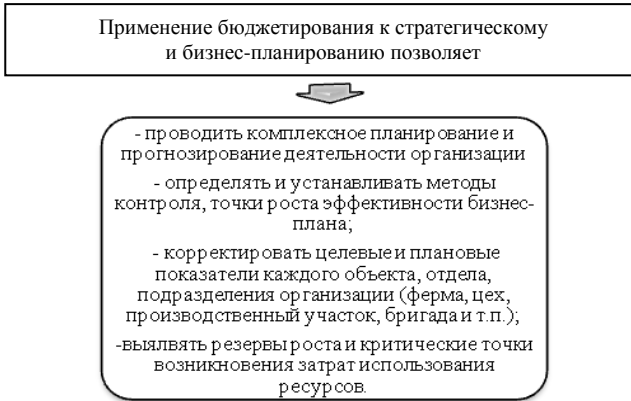 Применение бюджетирования к стратегическому
и бизнес-планированию позволяет
- проводить комплексное планирование и
прогнозирование деятельности организации
- определять и устанавливать методы
контроля, точки роста эффективности бизнес-
плана;
- корректировать целевые и плановые
показатели каждого объекта, отдела,
подразделения организации (ферма, цех,
производственный участок, бригада и т.п.);
-выялвять резервы роста и критические точки
возникновения затрат использования
ресурсов.